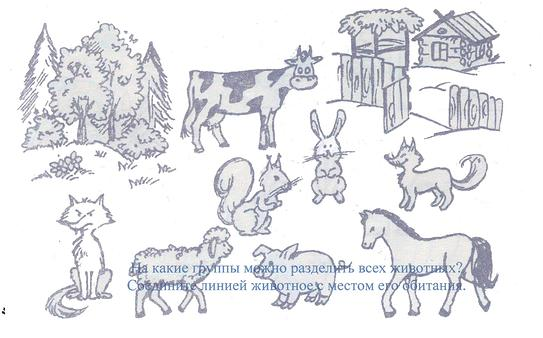 На какие группы можно разделить всех животных?
Соедините линией животное с местом его обитания.